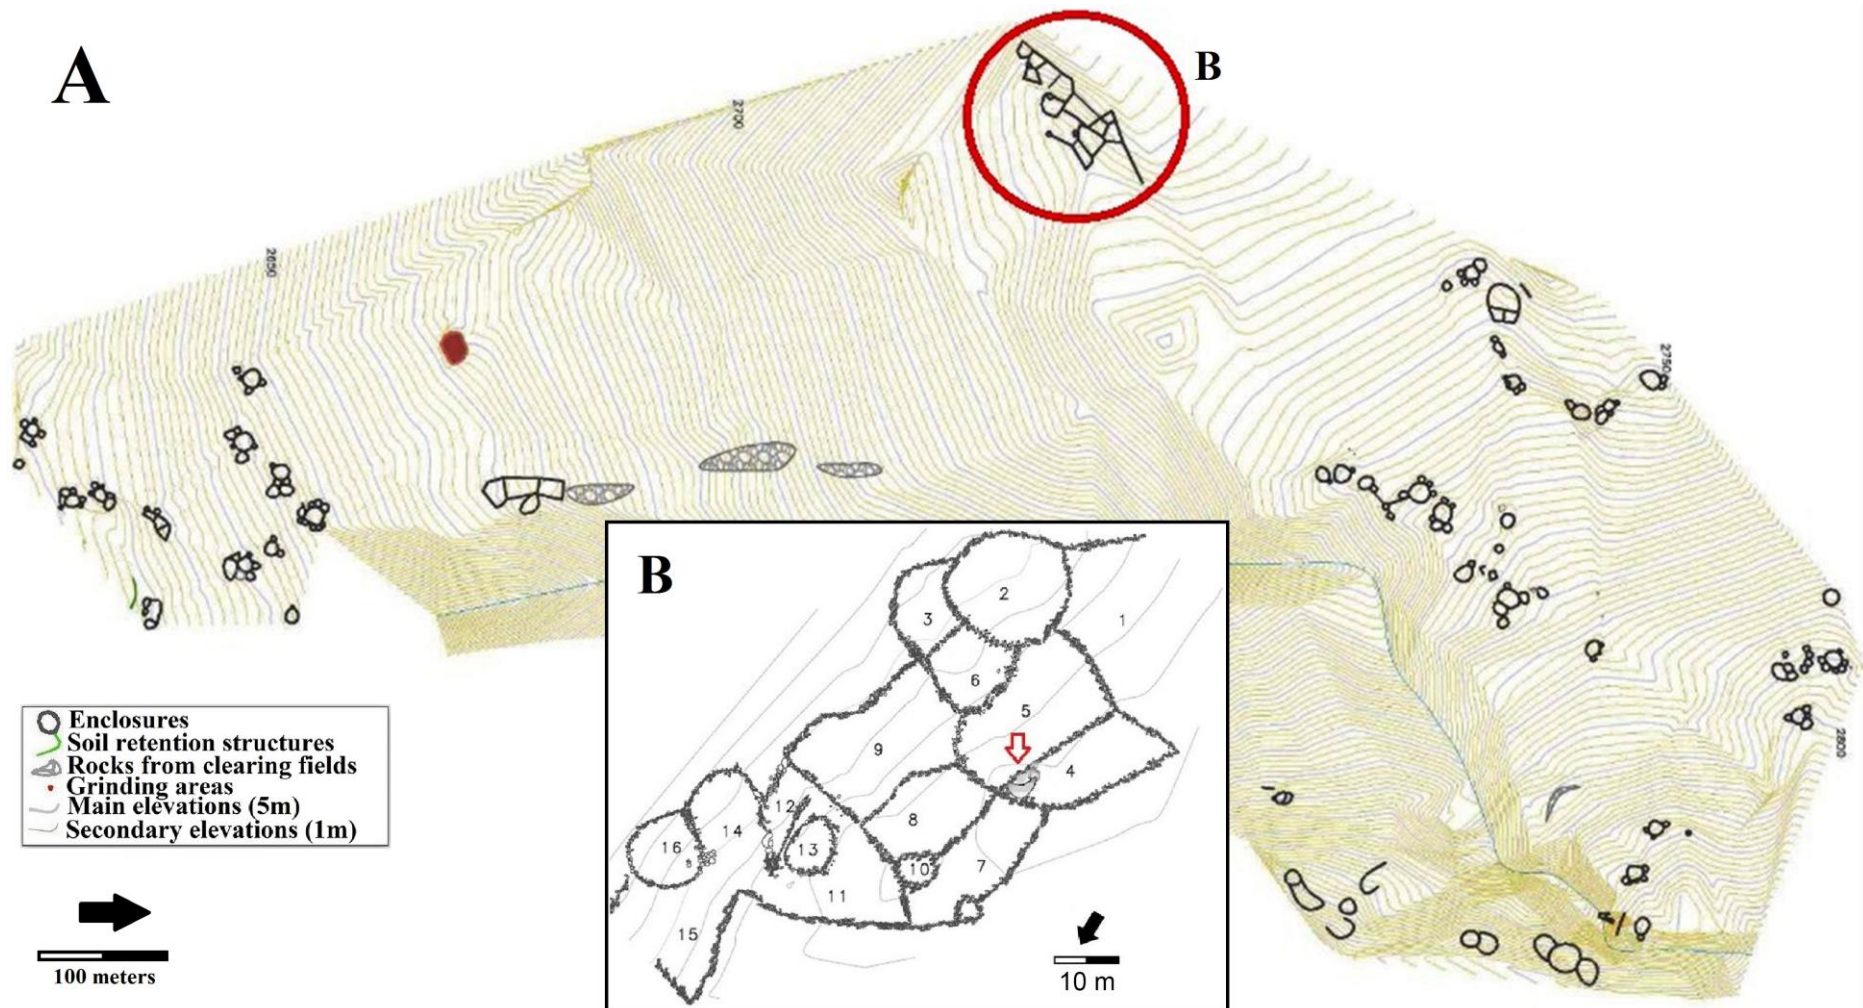 A
B
2700
2650
2750
2800
Enclosures
Soil retention structures
Rocks from clearing fields
Grinding areas
Main elevations (5m)
Secondary elevations (1m)
100 meters
B
2
3
1
6
5
9
4
12
8
14
16
13
10
7
11
15
10 m